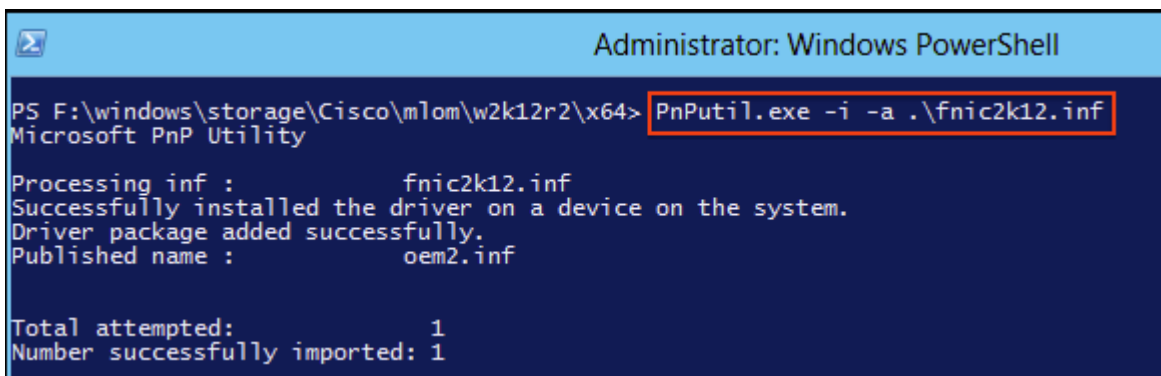 Administrator: Windows PowerShell
PS F:\windows\storage\Cisco\mlom\w2k12r2\x64> PnPutil.exe -i -a .\fnic2k12.inf
Microsoft PnP Utility
Processing inf : fnic2k12.inf
Successfully installed the driver on a device on the system.
Driver package added successfully.
Published name : oem2.inf
Total attempted: 1
Number successfully imported: 1